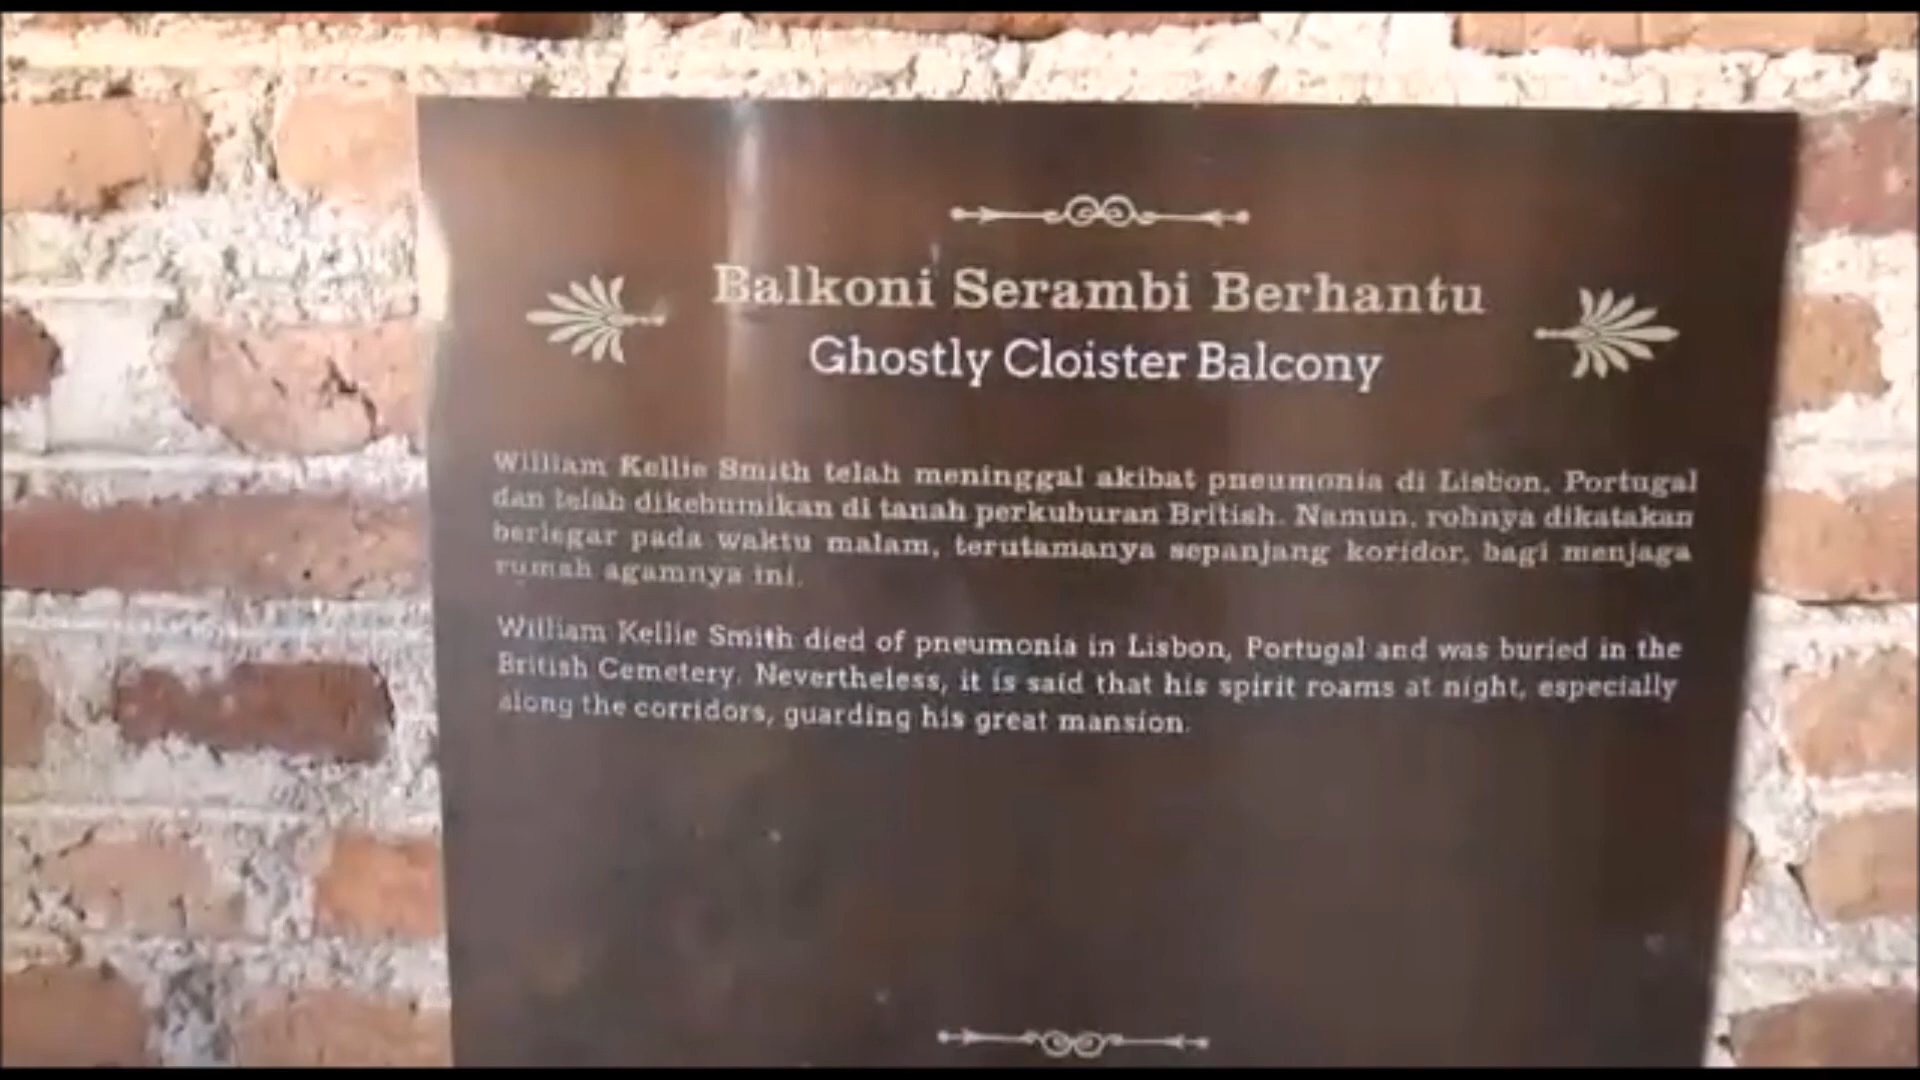 Balkoni Serambi Berhantu
Ghostly Cloister Balcony
William Kellie Smith telah meninggal akibat pneumonia di Lisbon, Portugal
dan telah dikebumikan di tanah perkuburan British. Namun, rohnya dikatakan
berlegar pada waktu malam, terutamanya sepanjang koridor, bagi menjaga
rumah agamnya ini.
William Kellie Smith died of pneumonia in Lisbon, Portugal and was buried in the
British Cemetery. Nevertheless, it is said that his spirit roams at night, especially
along the corridors, guarding his great mansion.